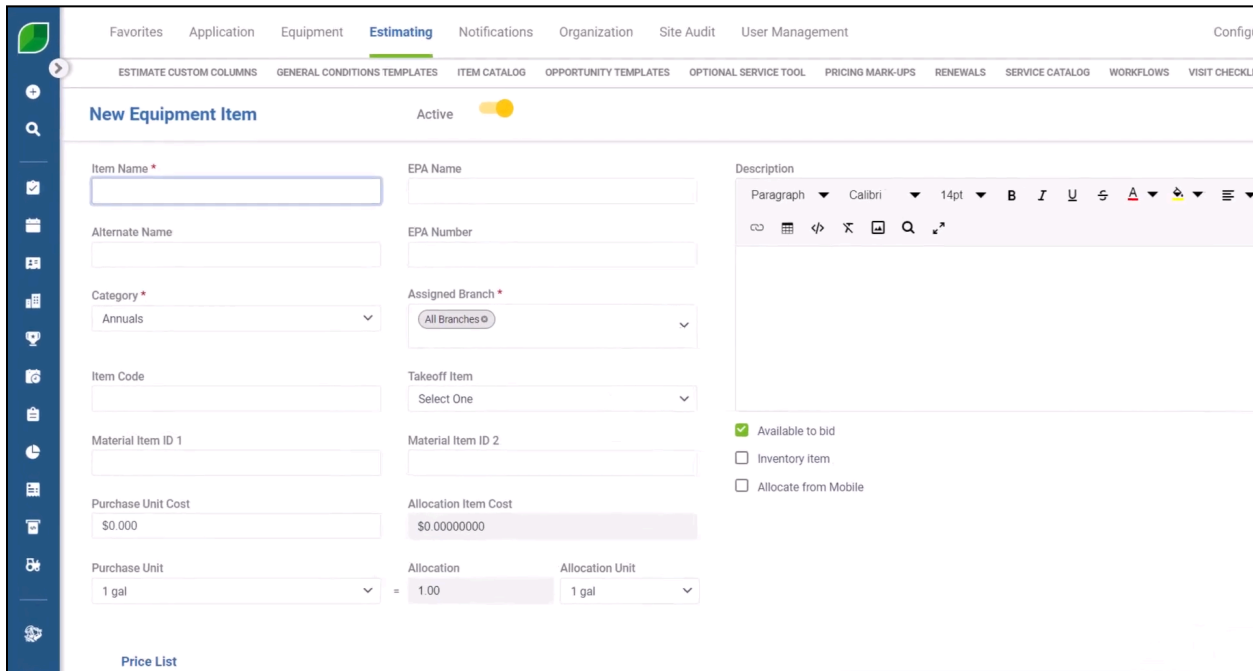 Favorites Application Equipment Estimating Notifications Organization Site Audit User Management Configu
ESTIMATE CUSTOM COLUMNS GENERAL CONDITIONS TEMPLATES ITEM CATALOG OPPORTUNITY TEMPLATES OPTIONAL SERVICE TOOL PRICING MARK-UPS RENEWALS SERVICE CATALOG WORKFLOWS VISIT CHECKLI
New Equipment Item Active
Item Name * EPA Name Description
Paragraph Calibri 14pt B I U S A
Alternate Name EPA Number
Category * Assigned Branch *
Annuals All Branches
Item Code Takeoff Item
Select One
Available to bid
Material Item ID 1 Material Item ID 2
Inventory item
Allocate from Mobile
Purchase Unit Cost Allocation Item Cost
$0.000 $0.00000000
Purchase Unit Allocation Allocation Unit
1 gal = 1.00 1 gal
Price List